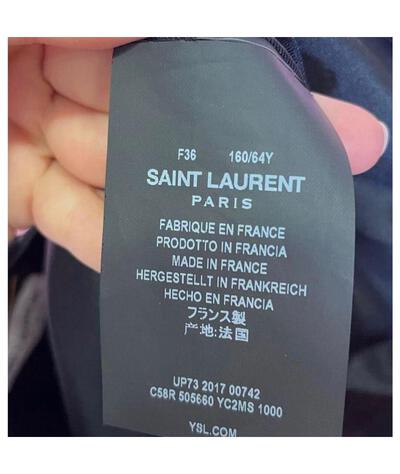 F36 160/64Y
SAINT LAURENT
PARIS
FABRIQUE EN FRANCE
PRODOTTO IN FRANCIA
MADE IN FRANCE
HERGESTELLT IN FRANKREICH
HECHO EN FRANCIA
フランス製
产地:法国
UP73 2017 00742
C58R 505660 YC2MS 1000
YSL.COM